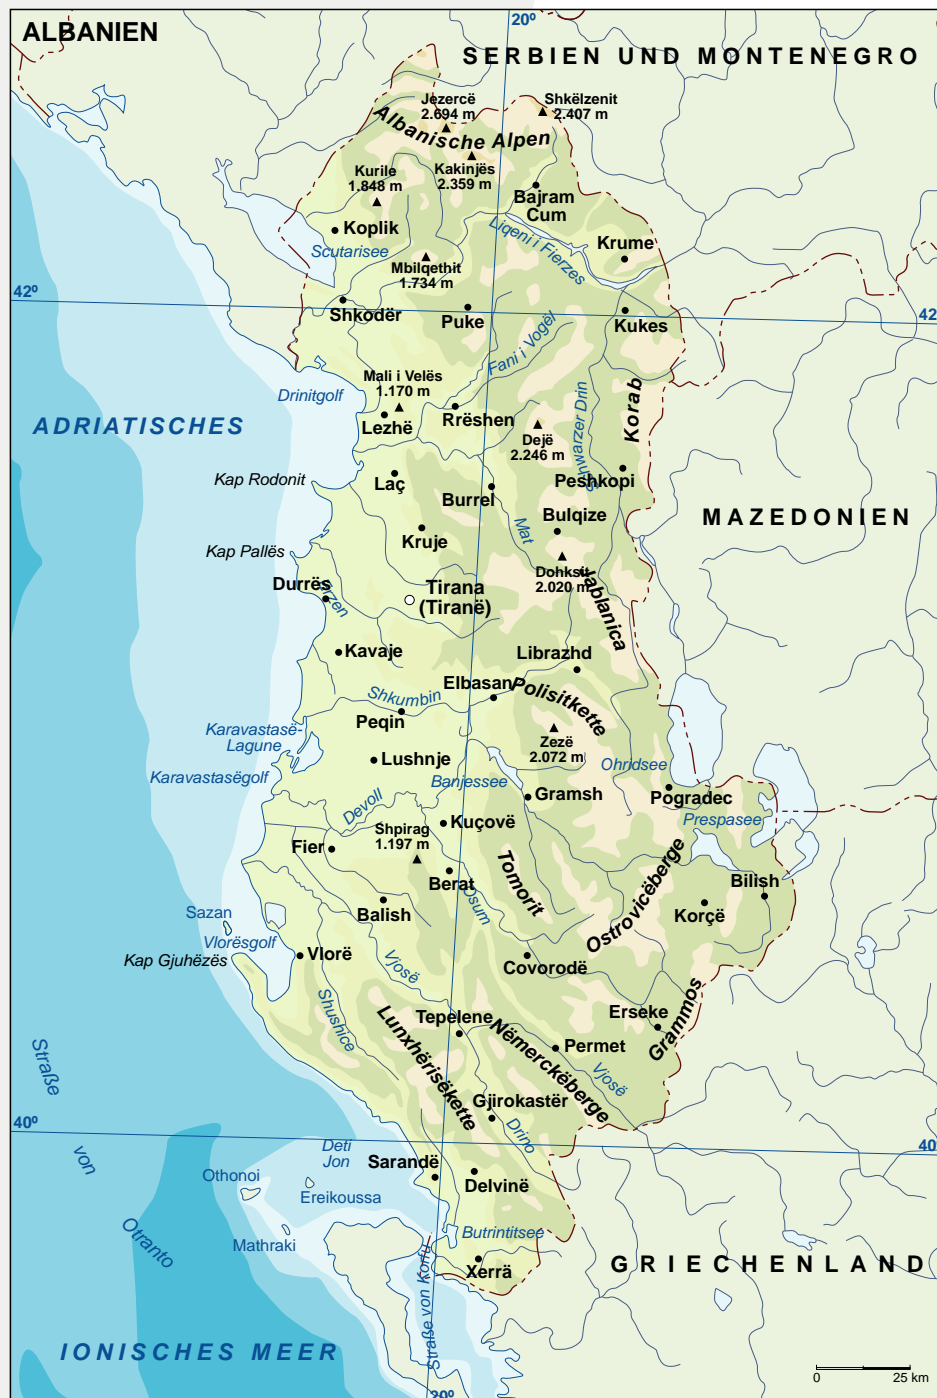 ALBANIEN
20º
SERBIEN UND MONTENEGRO
Jezercë
2.694 m
Shkëlzenit
2.407 m
Albanische Alpen
Kurile
1.848 m
Kakinjës
2.359 m
Bajram
Cum
Koplik
Scutarisee
Liqeni i Fierzes
Krume
Mbilqethit
1.734 m
42º
42º
Shkodër
Puke
Kukes
Fani i Vogël
Drinitgolf
Mali i Velës
1.170 m
Lezhë
Rrëshen
Schwarzer Drin
Korab
ADRIATISCHES
Dejë
2.246 m
Kap Rodonit
Laç
Burrel
Peshkopi
Mat
Bulqize
MAZEDONIEN
Kruje
Kap Pallës
Dohksit
2.020 m
Jablanica
Durrës
Erzen
Tirana
(Tiranë)
Kavaje
Librazhd
Elbasan
Polisitkette
Shkumbin
Peqin
Karavastasë-
Lagune
Zezë
2.072 m
Lushnje
Ohridsee
Karavastasëgolf
Banjessee
Gramsh
Pogradec
Devoll
Prespasee
Kuçovë
Shpirag
1.197 m
Fier
Tomorit
Ostrovicëberge
Berat
Bilish
Balish
Osum
Korçë
Sazan
Vlorësgolf
Kap Gjuhëzës
Vlorë
Vjosë
Covorodë
Shushice
Lunxhërisëkette
Tepelene
Nëmerckëberge
Erseke
Grammos
Permet
Vjosë
Straße
von
Otranto
Gjirokastër
40º
40º
Drino
Deti
Jon
Sarandë
Othonoi
Ereikoussa
Delvinë
Mathraki
Butrintitsee
Straße von Korfu
Xerrä
GRIECHENLAND
IONISCHES MEER
0 25 km
20º